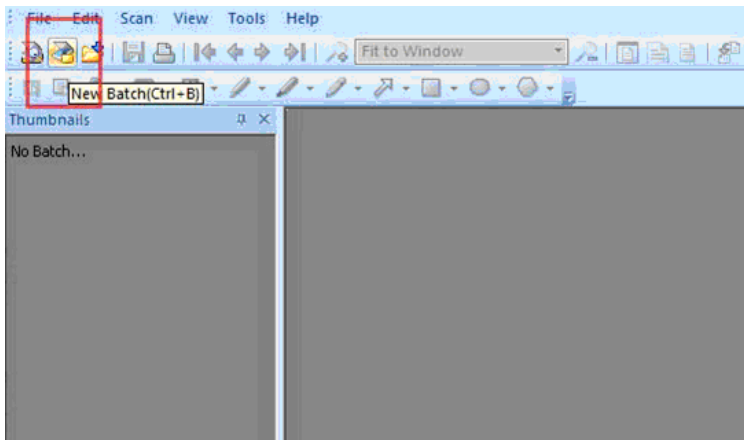 File Edit Scan View Tools Help
Fit to Window
New Batch(Ctrl+B)
Thumbnails
No Batch...